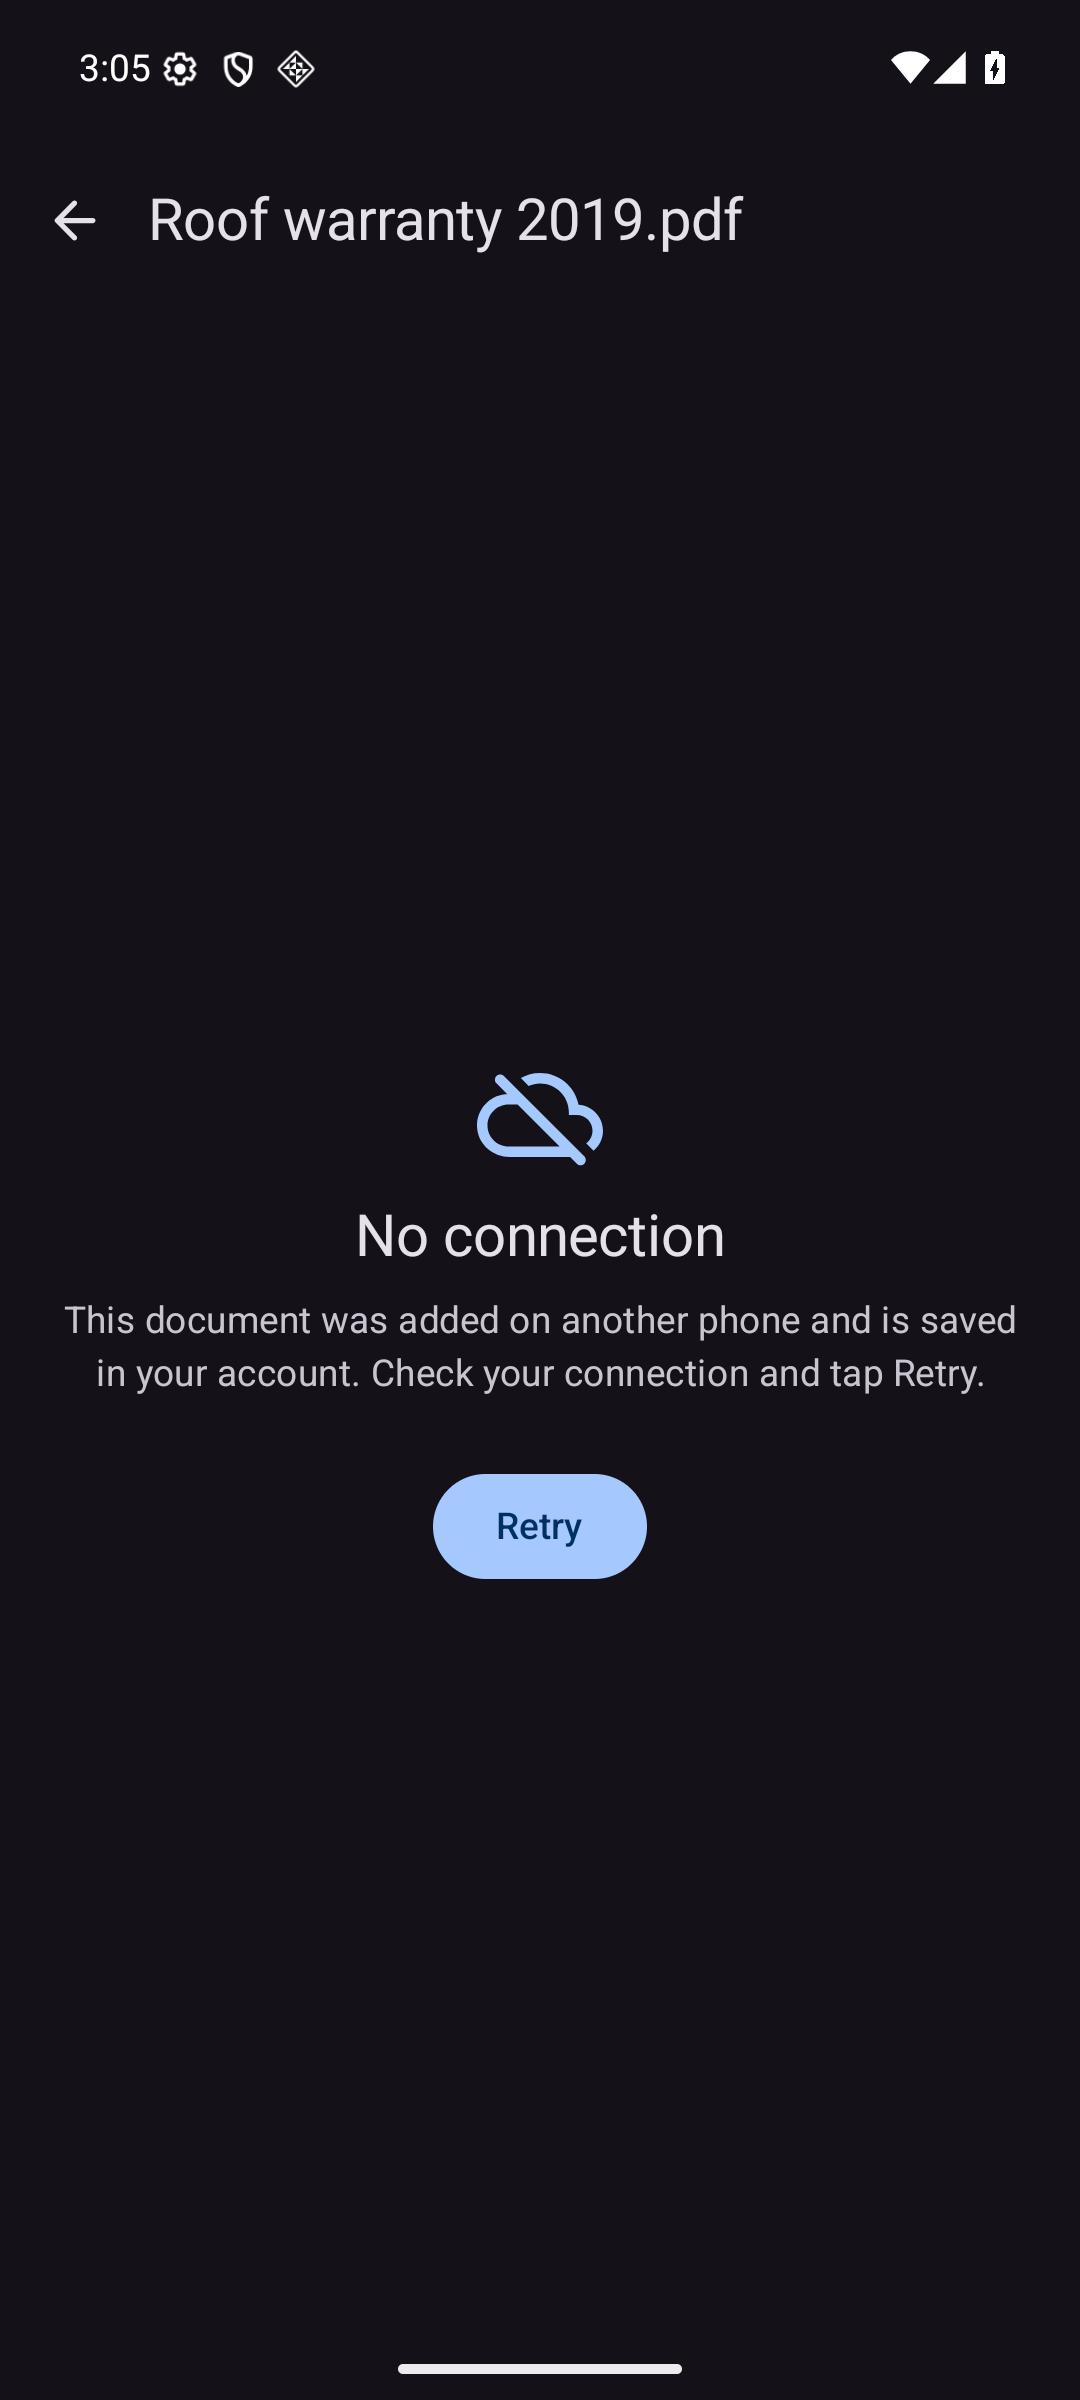 3:05
Roof warranty 2019.pdf
No connection
This document was added on another phone and is saved
in your account. Check your connection and tap Retry.
Retry